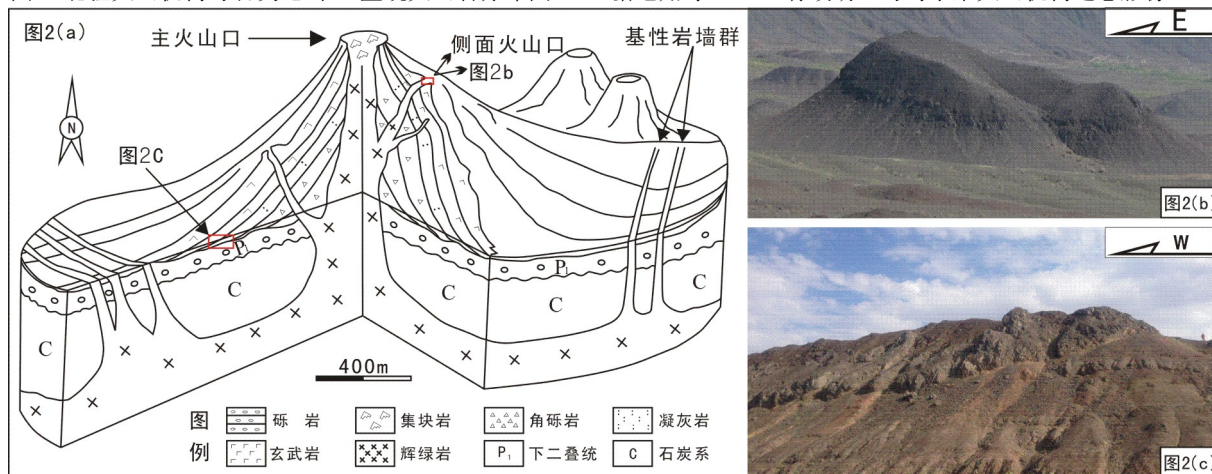 图2(a)
主火山口
侧面火山口
图2b
基性岩墙群
N
图2C
P₁
P₁
C
C
C
C
C
400m
图例
砾岩
集块岩
角砾岩
凝灰岩
玄武岩
辉绿岩
P₁ 下二叠统
C 石炭系
E
图2(b)
W
图2(c)